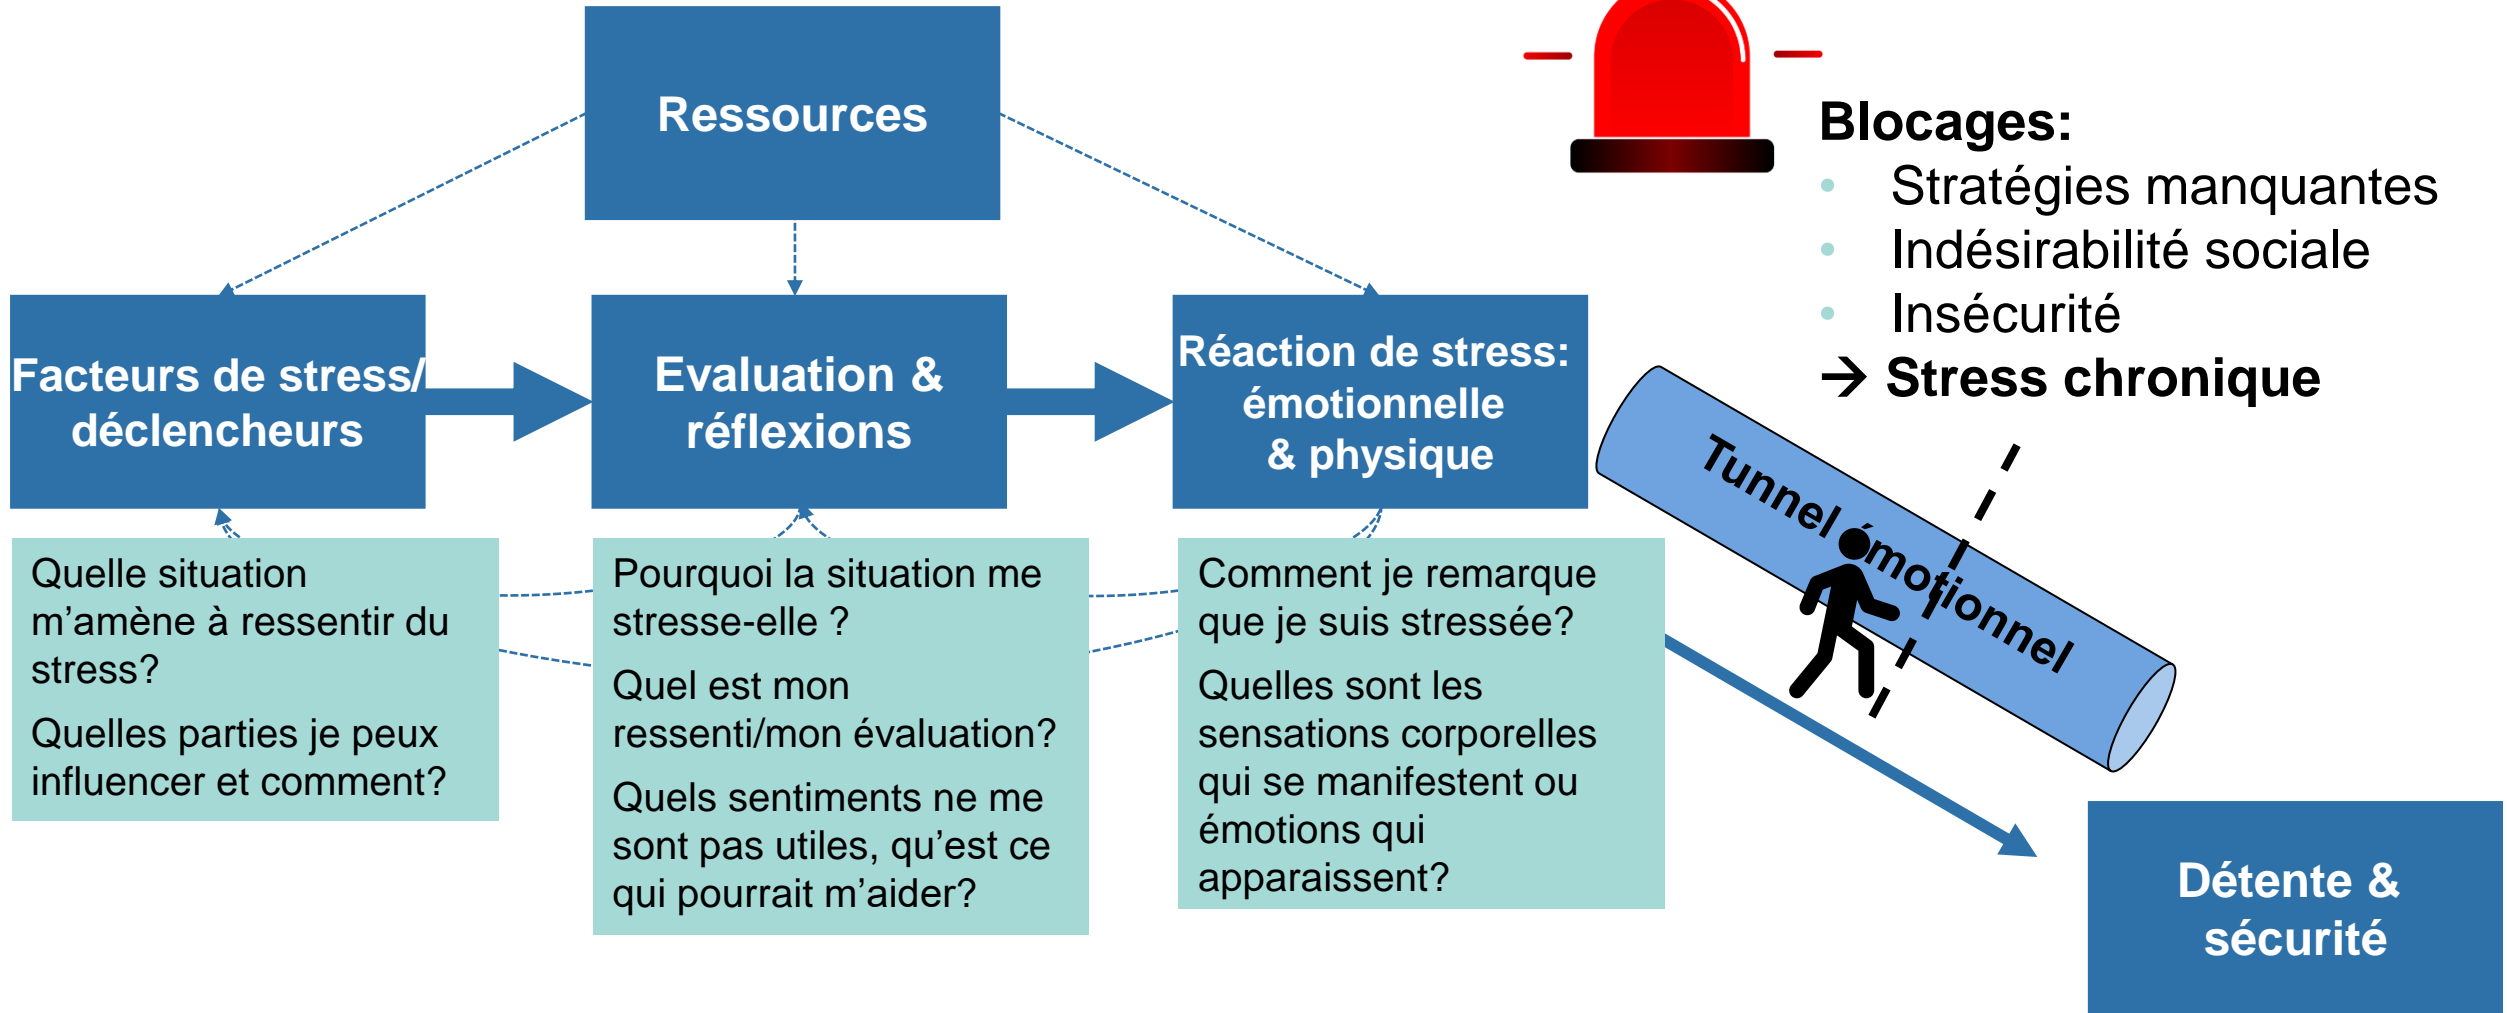 Ressources
Blocages:
Stratégies manquantes
Indésirabilité sociale
Insécurité
→ Stress chronique
Facteurs de stress/
déclencheurs
Evaluation &
réflexions
Réaction de stress:
émotionnelle
& physique
Tunnel émotionnel
Quelle situation
m’amène à ressentir du
stress?
Quelles parties je peux
influencer et comment?
Pourquoi la situation me
stresse-elle ?
Quel est mon
ressenti/mon évaluation?
Quels sentiments ne me
sont pas utiles, qu’est ce
qui pourrait m’aider?
Comment je remarque
que je suis stressée?
Quelles sont les
sensations corporelles
qui se manifestent ou
émotions qui
apparaissent?
Détente &
sécurité